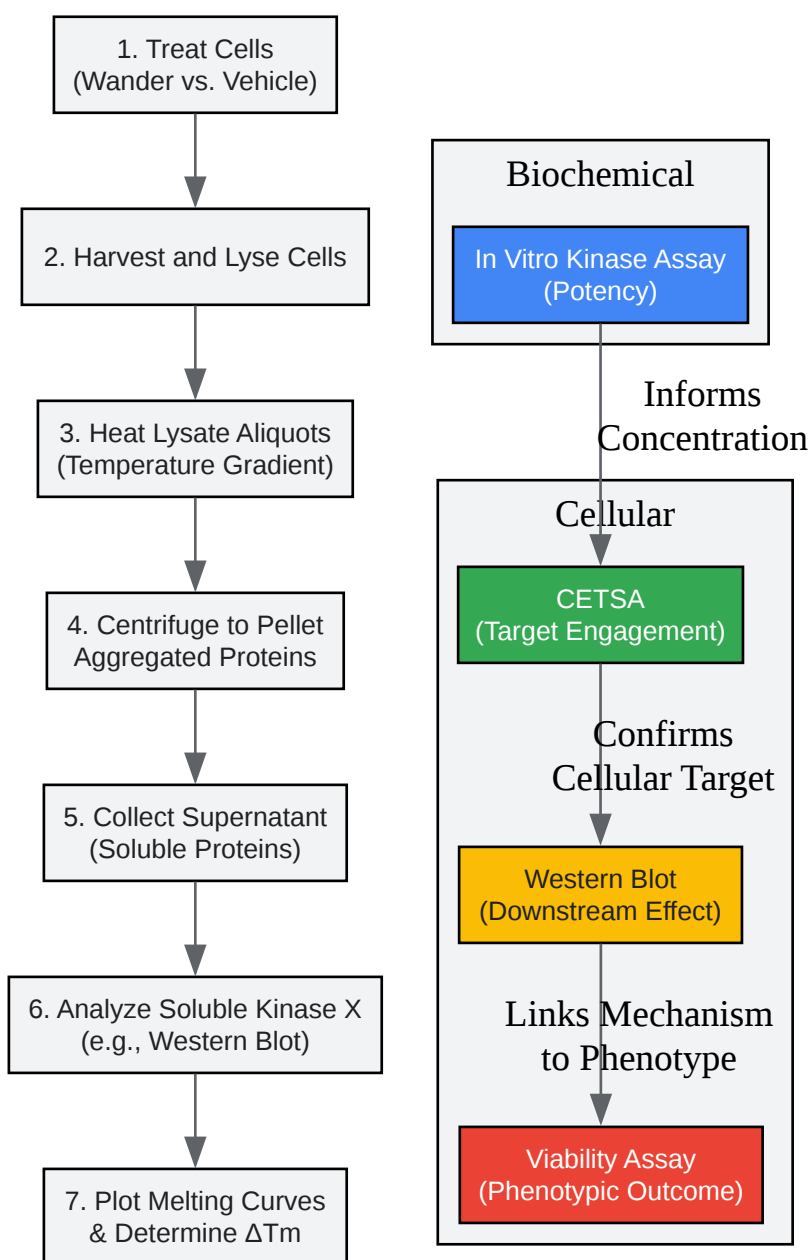 1. Treat Cells
(Wander vs. Vehicle)
2. Harvest and Lyse Cells
3. Heat Lysate Aliquots
(Temperature Gradient)
4. Centrifuge to Pellet
Aggregated Proteins
5. Collect Supernatant
(Soluble Proteins)
6. Analyze Soluble Kinase X
(e.g., Western Blot)
7. Plot Melting Curves
& Determine ΔTm
Biochemical
In Vitro Kinase Assay
(Potency)
Informs
Concentration
Cellular
CETSA
(Target Engagement)
Confirms
Cellular Target
Western Blot
(Downstream Effect)
Links Mechanism
to Phenotype
Viability Assay
(Phenotypic Outcome)